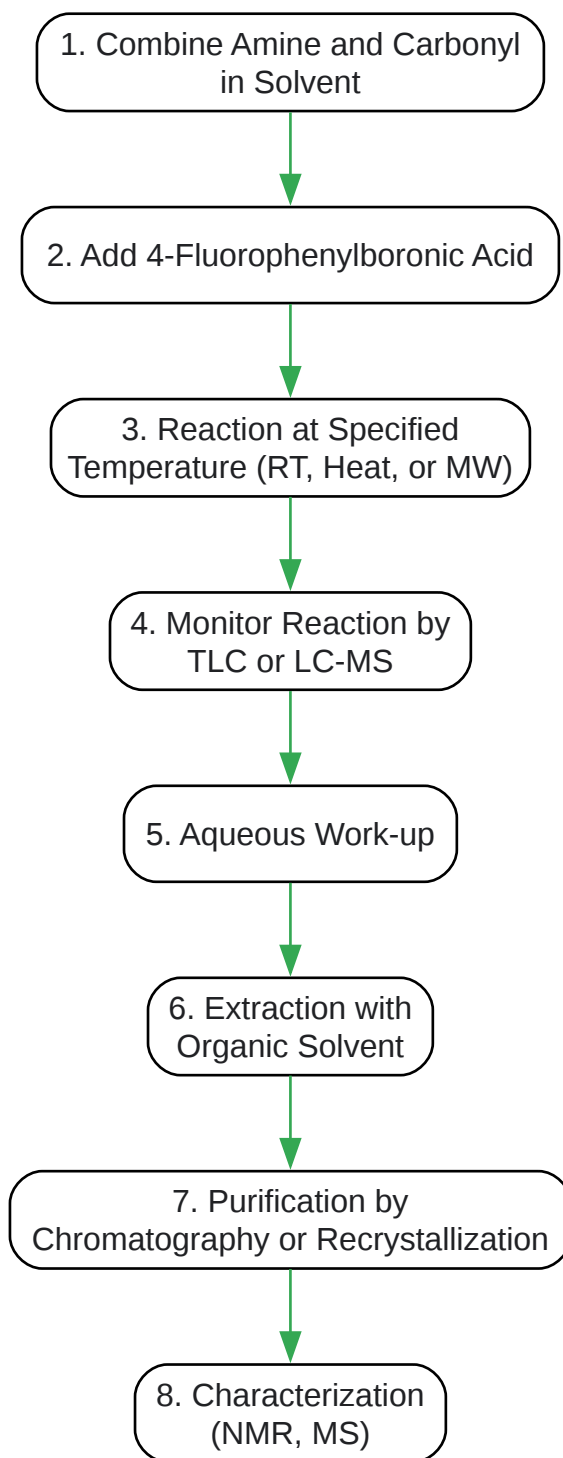 1. Combine Amine and Carbonyl
in Solvent
2. Add 4-Fluorophenylboronic Acid
3. Reaction at Specified
Temperature (RT, Heat, or MW)
4. Monitor Reaction by
TLC or LC-MS
5. Aqueous Work-up
6. Extraction with
Organic Solvent
7. Purification by
Chromatography or Recrystallization
8. Characterization
(NMR, MS)